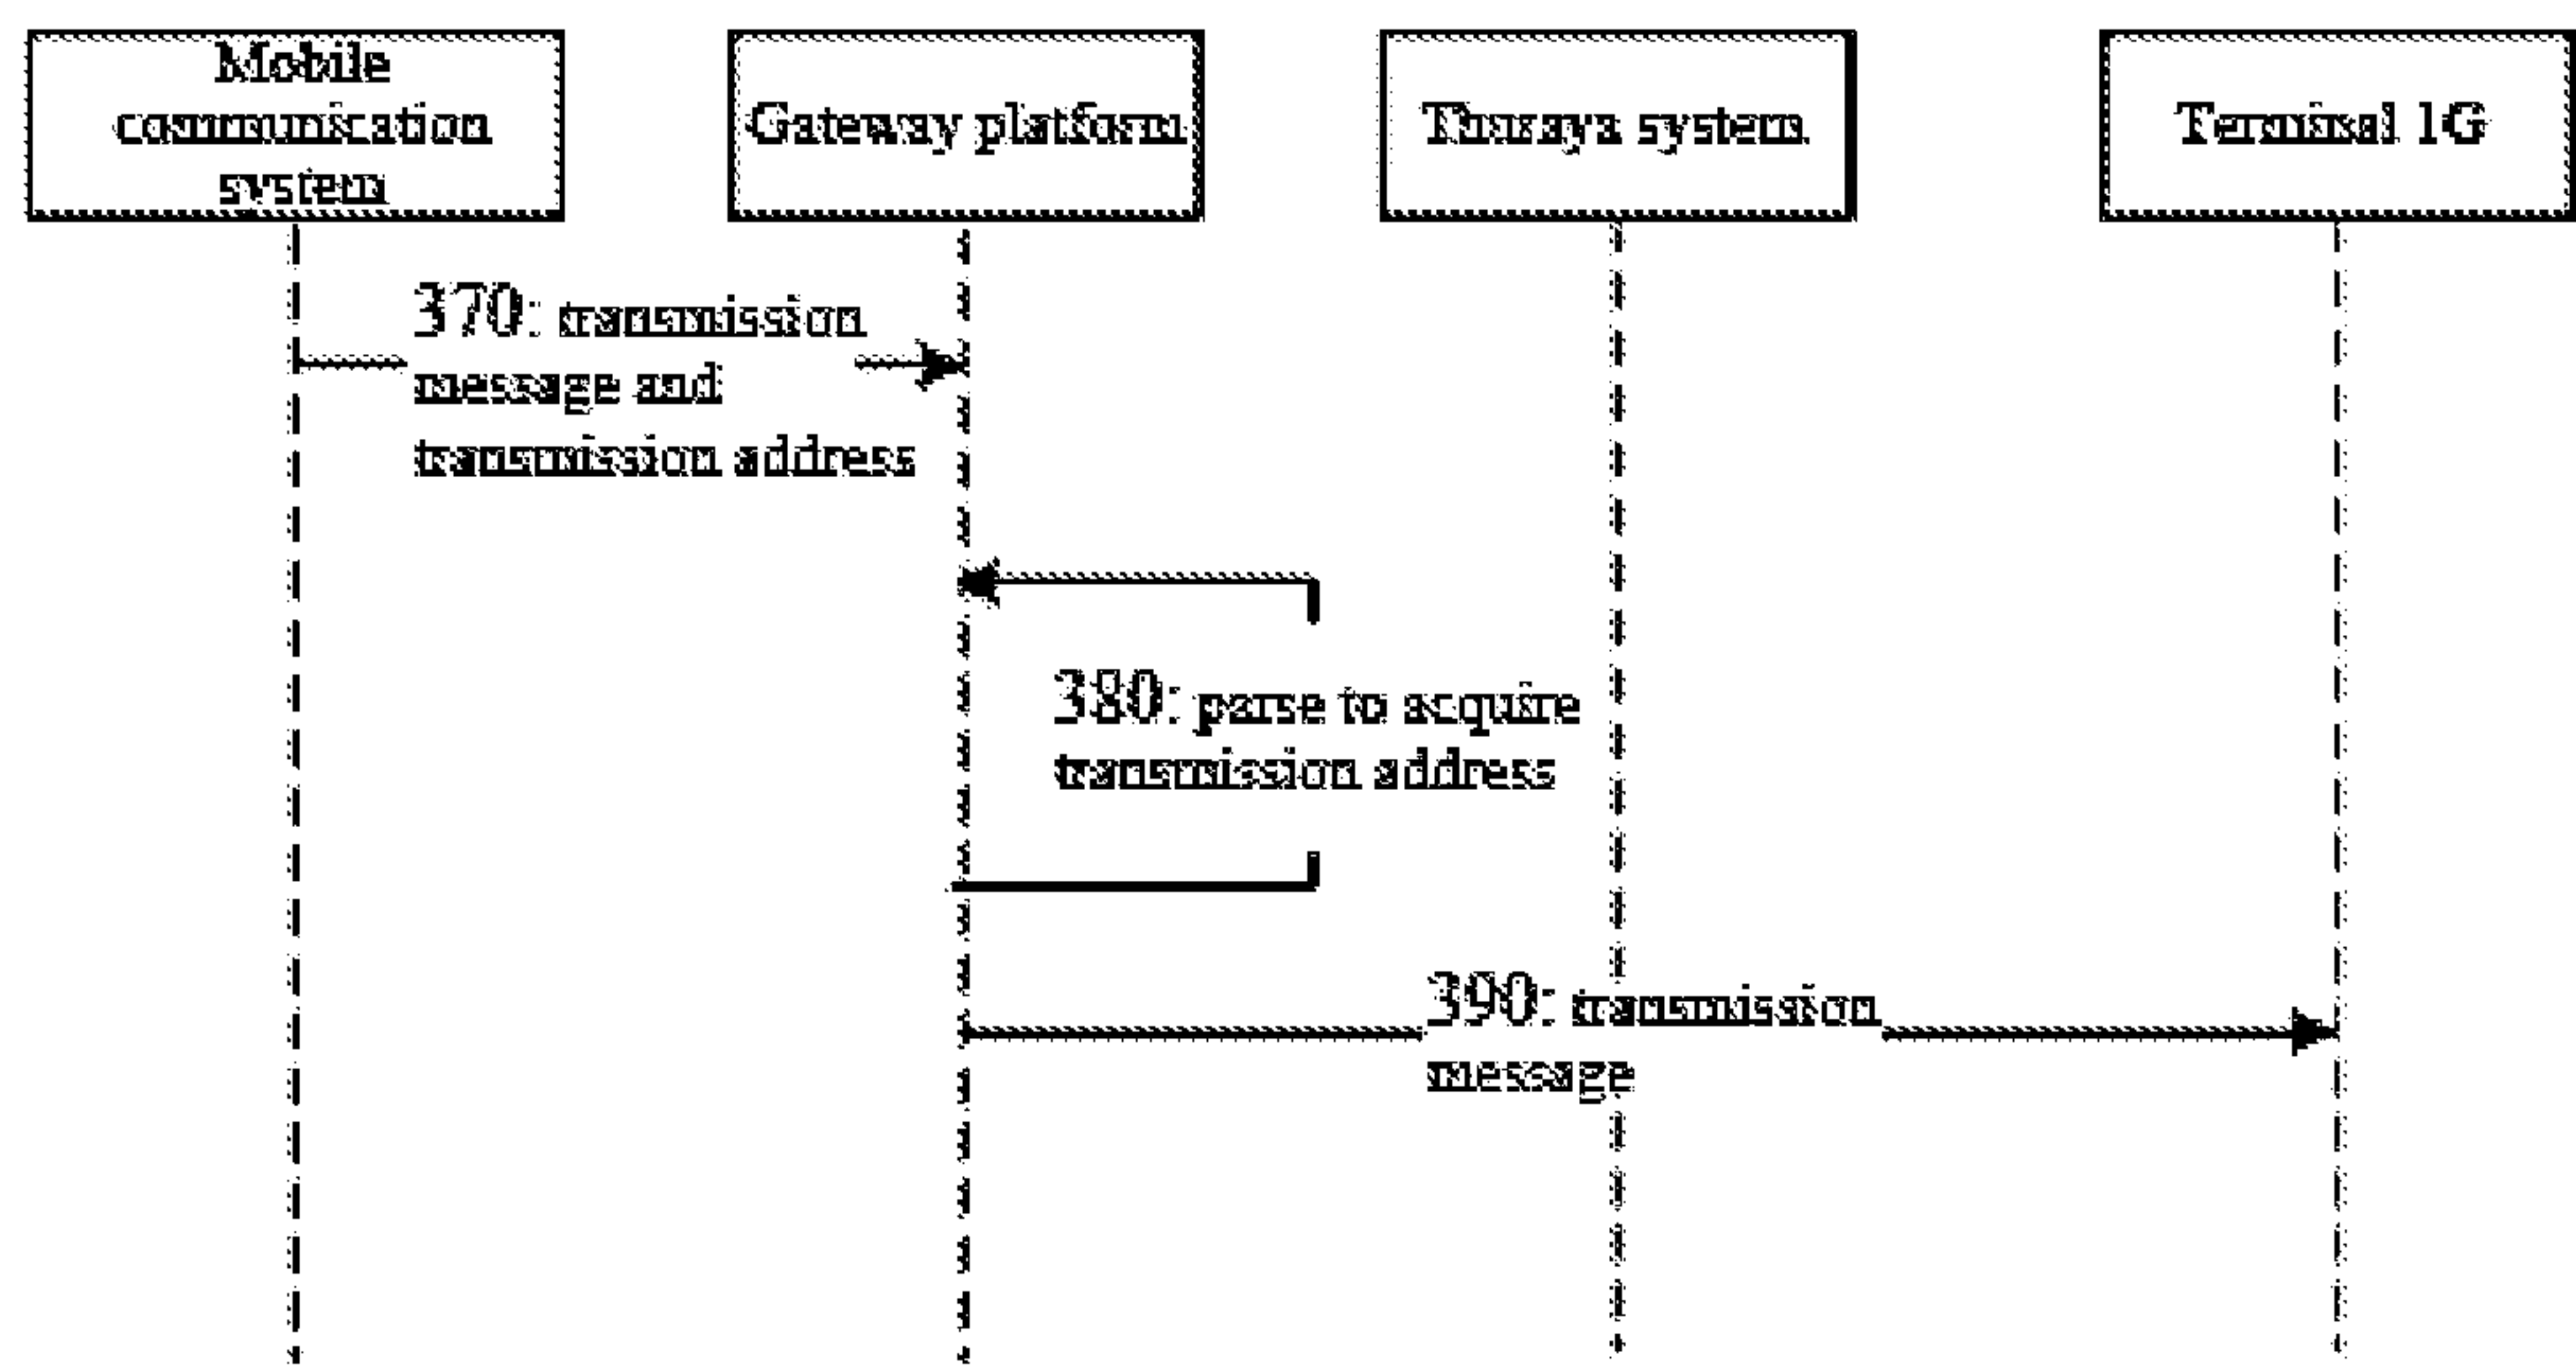 Mobile
communication
system
Gateway platform
Thuraya system
Terminal 1G
370: transmission
message and
transmission address
380: parse to acquire
transmission address
390: transmission
message